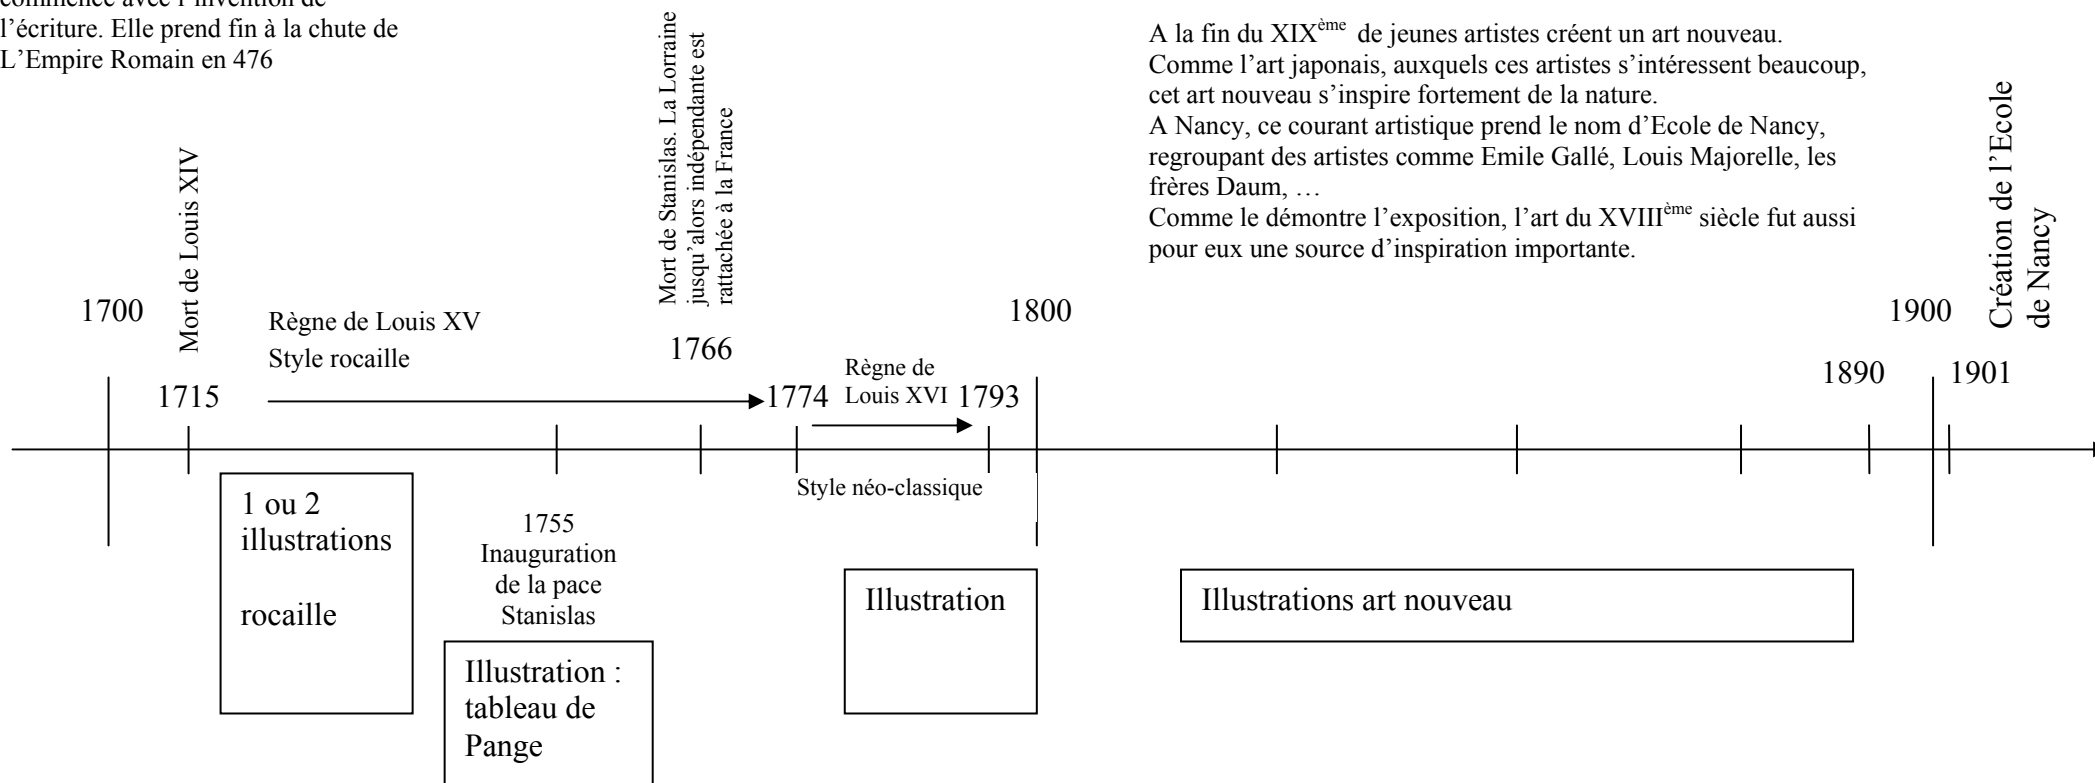 l’écriture. Elle prend fin à la chute de
L’Empire Romain en 476
A la fin du XIXème de jeunes artistes créent un art nouveau.
Comme l’art japonais, auxquels ces artistes s’intéressent beaucoup,
cet art nouveau s’inspire fortement de la nature.
A Nancy, ce courant artistique prend le nom d’Ecole de Nancy,
regroupant des artistes comme Emile Gallé, Louis Majorelle, les
frères Daum, …
Comme le démontre l’exposition, l’art du XVIIIème siècle fut aussi
pour eux une source d’inspiration importante.
Mort de Louis XIV
Mort de Stanislas. La Lorraine
jusqu’alors indépendante est
rattachée à la France
Création de l’Ecole
de Nancy
1700
Règne de Louis XV
Style rocaille
1766
1800
1900
1715
1774
Règne de
Louis XVI
1793
1890
1901
Style néo-classique
1 ou 2
illustrations
rocaille
1755
Inauguration
de la pace
Stanislas
Illustration :
tableau de
Pange
Illustration
Illustrations art nouveau